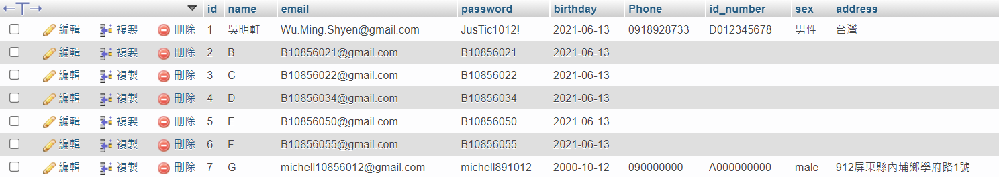 id name email password birthday Phone id_number sex address
編輯 複製 刪除 1 吳明軒 Wu.Ming.Shyen@gmail.com JusTic1012! 2021-06-13 0918928733 D012345678 男性 台灣
編輯 複製 刪除 2 B B10856021@gmail.com B10856021 2021-06-13
編輯 複製 刪除 3 C B10856022@gmail.com B10856022 2021-06-13
編輯 複製 刪除 4 D B10856034@gmail.com B10856034 2021-06-13
編輯 複製 刪除 5 E B10856050@gmail.com B10856050 2021-06-13
編輯 複製 刪除 6 F B10856055@gmail.com B10856055 2021-06-13
編輯 複製 刪除 7 G michell10856012@gmail.com michell891012 2000-10-12 090000000 A000000000 male 912屏東縣內埔鄉學府路1號